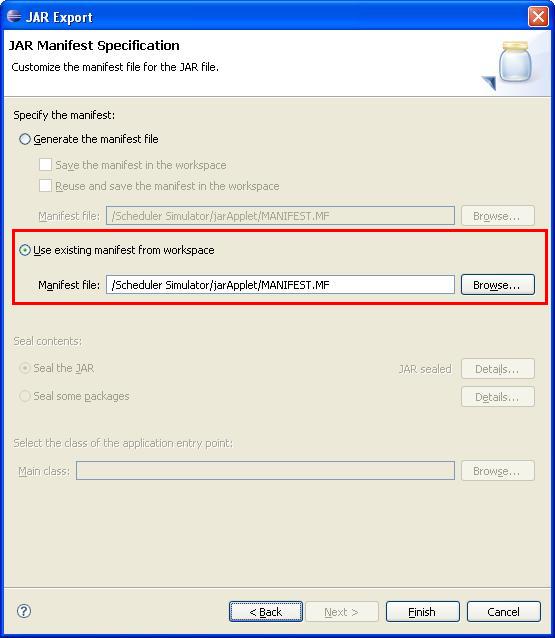 JAR Export
JAR Manifest Specification
Customize the manifest file for the JAR file.
Specify the manifest:
Generate the manifest file
Save the manifest in the workspace
Reuse and save the manifest in the workspace
Manifest file: /Scheduler Simulator/jarApplet/MANIFEST.MF Browse...
Use existing manifest from workspace
Manifest file: /Scheduler Simulator/jarApplet/MANIFEST.MF Browse...
Seal contents:
Seal the JAR JAR sealed Details...
Seal some packages Details...
Select the class of the application entry point:
Main class: Browse...
? < Back Next > Finish Cancel